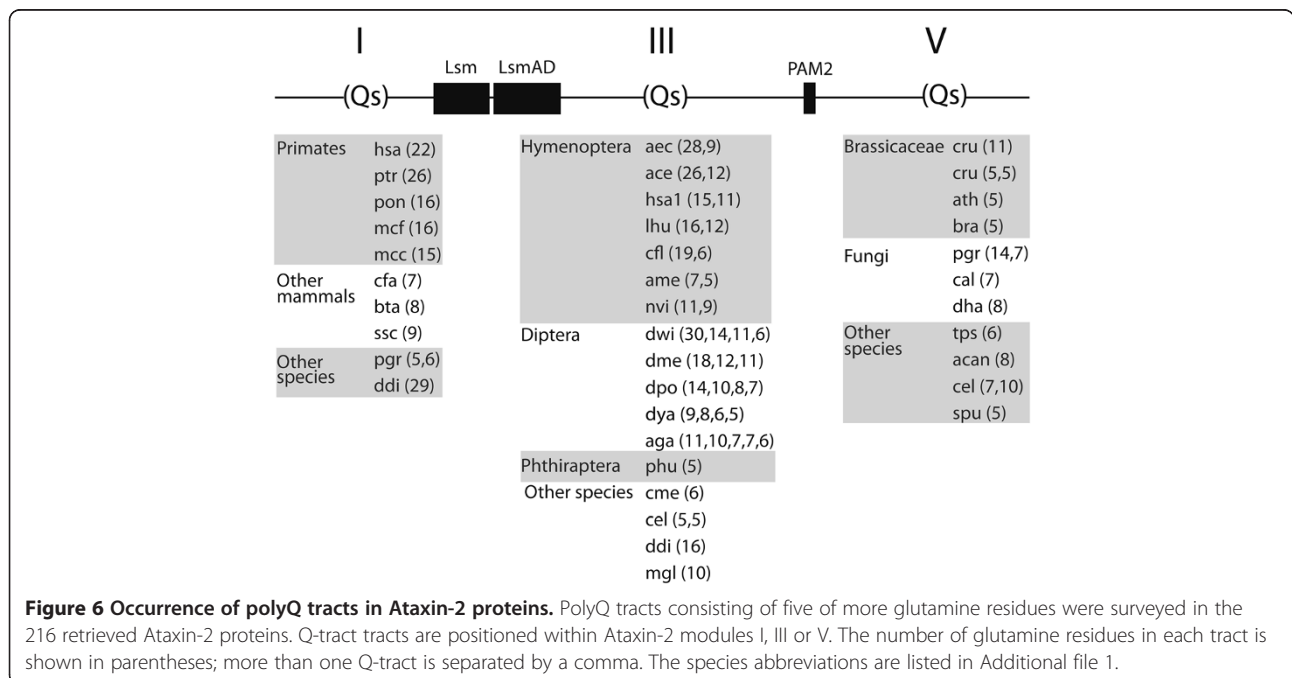 I III V
Lsm LsmAD PAM2
(Qs) (Qs) (Qs)
Primates hsa (22)
ptr (26)
pon (16)
mcf (16)
mcc (15)
Other mammals cfa (7)
bta (8)
ssc (9)
Other species pgr (5,6)
ddi (29)
Hymenoptera aec (28,9)
ace (26,12)
hsa1 (15,11)
lhu (16,12)
cfl (19,6)
ame (7,5)
nvi (11,9)
Diptera dwi (30,14,11,6)
dme (18,12,11)
dpo (14,10,8,7)
dya (9,8,6,5)
aga (11,10,7,7,6)
Phthiraptera phu (5)
Other species cme (6)
cel (5,5)
ddi (16)
mgl (10)
Brassicaceae cru (11)
cru (5,5)
ath (5)
bra (5)
Fungi pgr (14,7)
cal (7)
dha (8)
Other species tps (6)
acan (8)
cel (7,10)
spu (5)
Figure 6 Occurrence of polyQ tracts in Ataxin-2 proteins. PolyQ tracts consisting of five of more glutamine residues were surveyed in the
216 retrieved Ataxin-2 proteins. Q-tract tracts are positioned within Ataxin-2 modules I, III or V. The number of glutamine residues in each tract is
shown in parentheses; more than one Q-tract is separated by a comma. The species abbreviations are listed in Additional file 1.